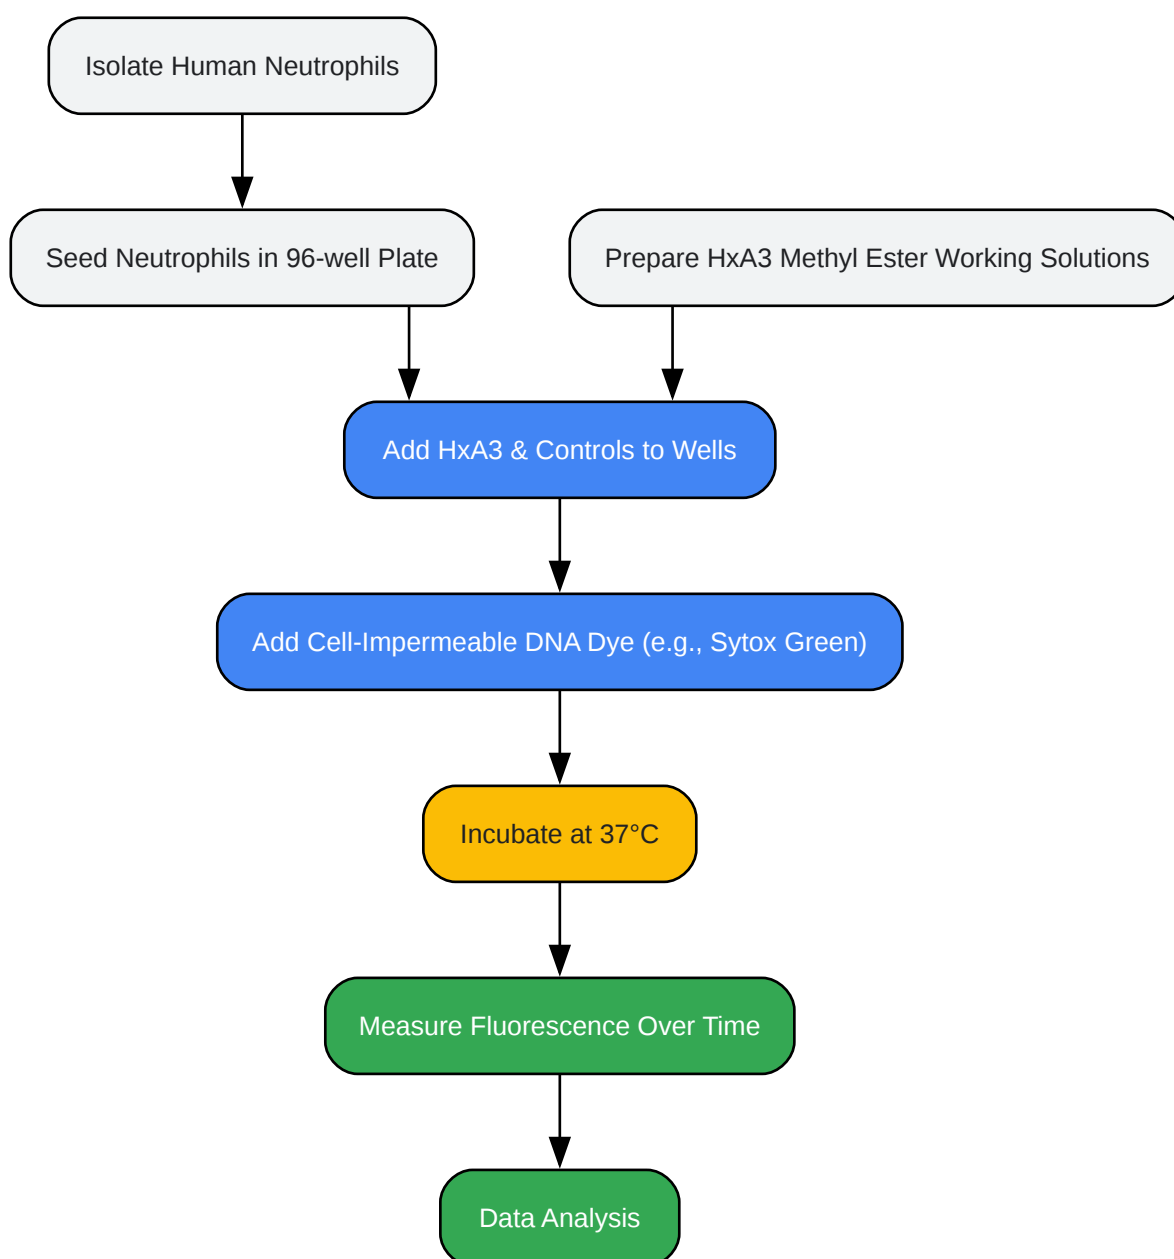 Isolate Human Neutrophils
Seed Neutrophils in 96-well Plate
Prepare HxA3 Methyl Ester Working Solutions
Add HxA3 & Controls to Wells
Add Cell-Impermeable DNA Dye (e.g., Sytox Green)
Incubate at 37°C
Measure Fluorescence Over Time
Data Analysis